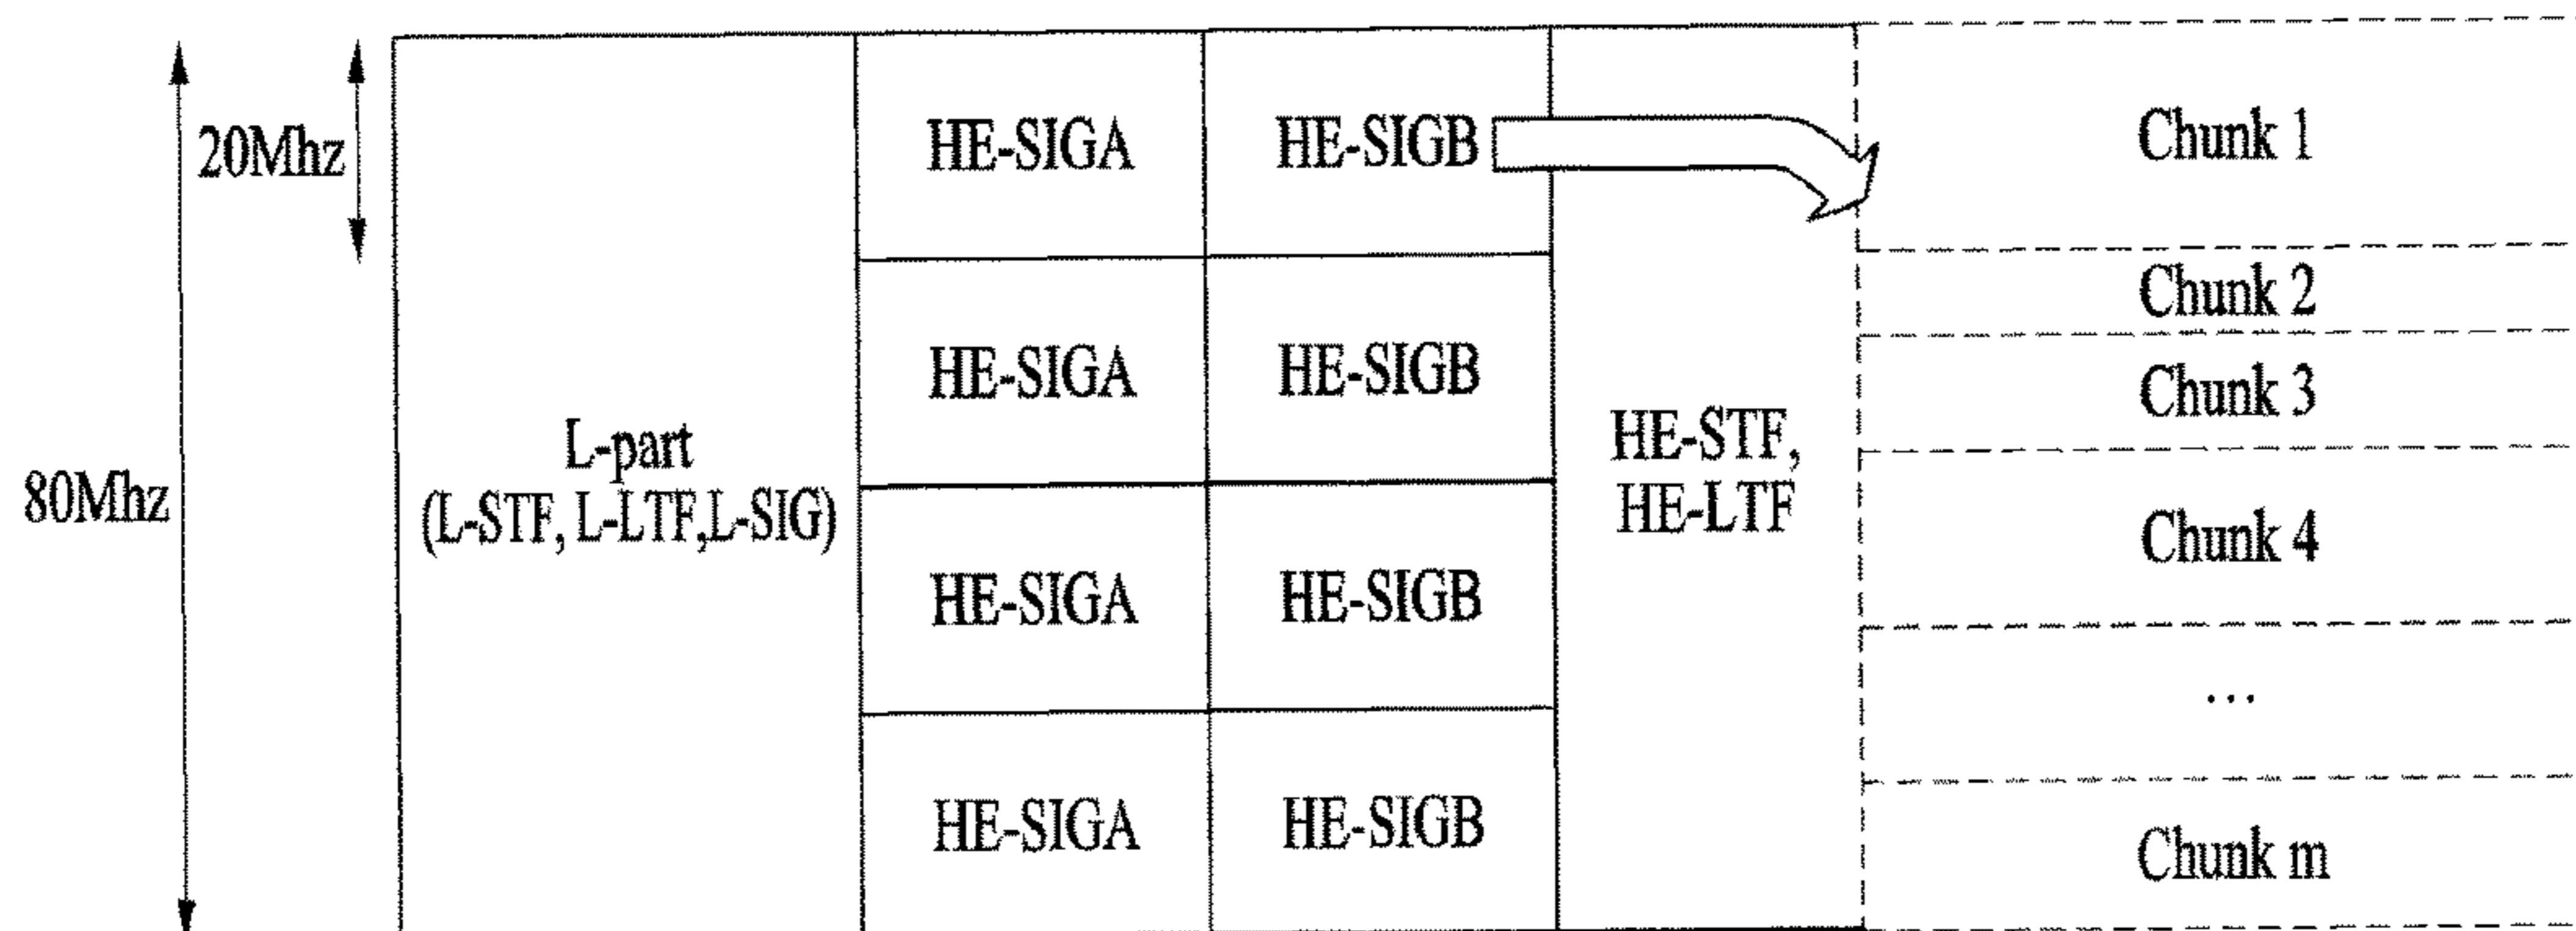 20Mhz
80Mhz
L-part
(L-STF, L-LTF,L-SIG)
HE-SIGA
HE-SIGB
HE-SIGA
HE-SIGB
HE-SIGA
HE-SIGB
HE-SIGA
HE-SIGB
HE-STF,
HE-LTF
Chunk 1
Chunk 2
Chunk 3
Chunk 4
...
Chunk m